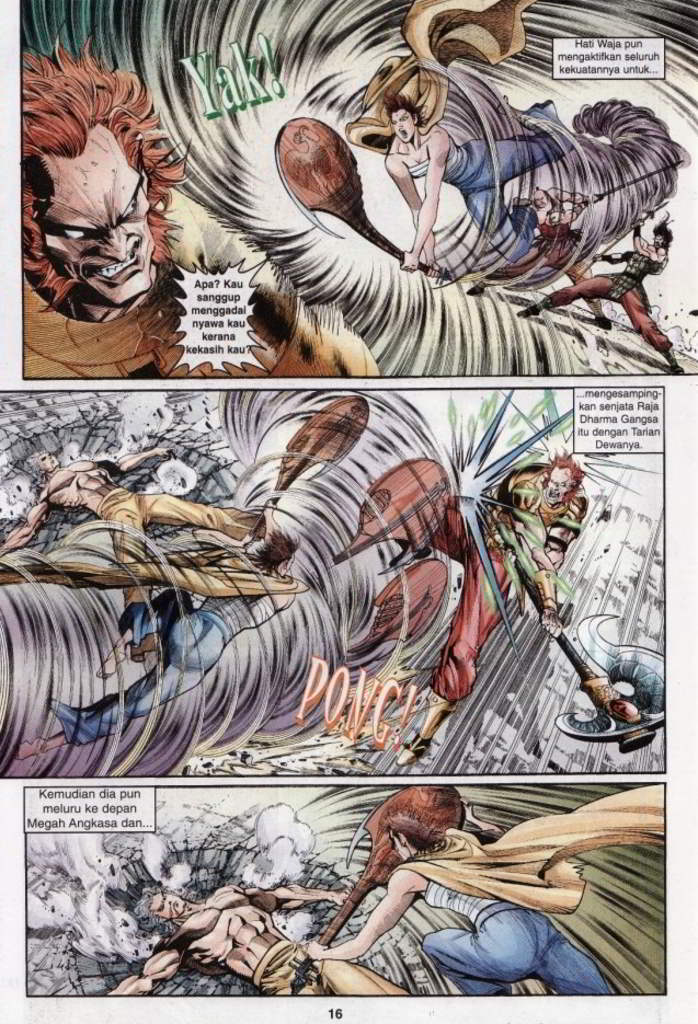 Yak!
Hati Waja pun
mengaktifkan seluruh
kekuatannya untuk...
Apa? Kau
sanggup
menggadai
nyawa kau
kerana
kekasih kau?
...mengesamping-
kan senjata Raja
Dharma Gangsa
itu dengan Tarian
Dewanya.
PONG!
Kemudian dia pun
meluru ke depan
Megah Angkasa dan...
16